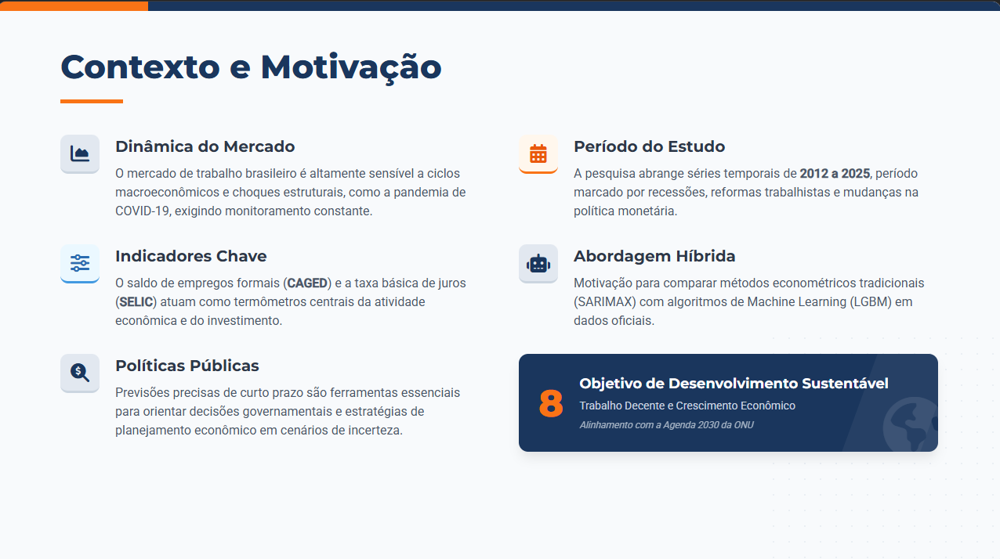 Contexto e Motivação
Dinâmica do Mercado
O mercado de trabalho brasileiro é altamente sensível a ciclos
macroeconômicos e choques estruturais, como a pandemia de
COVID-19, exigindo monitoramento constante.
Indicadores Chave
O saldo de empregos formais (CAGED) e a taxa básica de juros
(SELIC) atuam como termômetros centrais da atividade
econômica e do investimento.
Políticas Públicas
Previsões precisas de curto prazo são ferramentas essenciais
para orientar decisões governamentais e estratégias de
planejamento econômico em cenários de incerteza.
Período do Estudo
A pesquisa abrange séries temporais de 2012 a 2025, período
marcado por recessões, reformas trabalhistas e mudanças na
política monetária.
Abordagem Híbrida
Motivação para comparar métodos econométricos tradicionais
(SARIMAX) com algoritmos de Machine Learning (LGBM) em
dados oficiais.
8
Objetivo de Desenvolvimento Sustentável
Trabalho Decente e Crescimento Econômico
Alinhamento com a Agenda 2030 da ONU